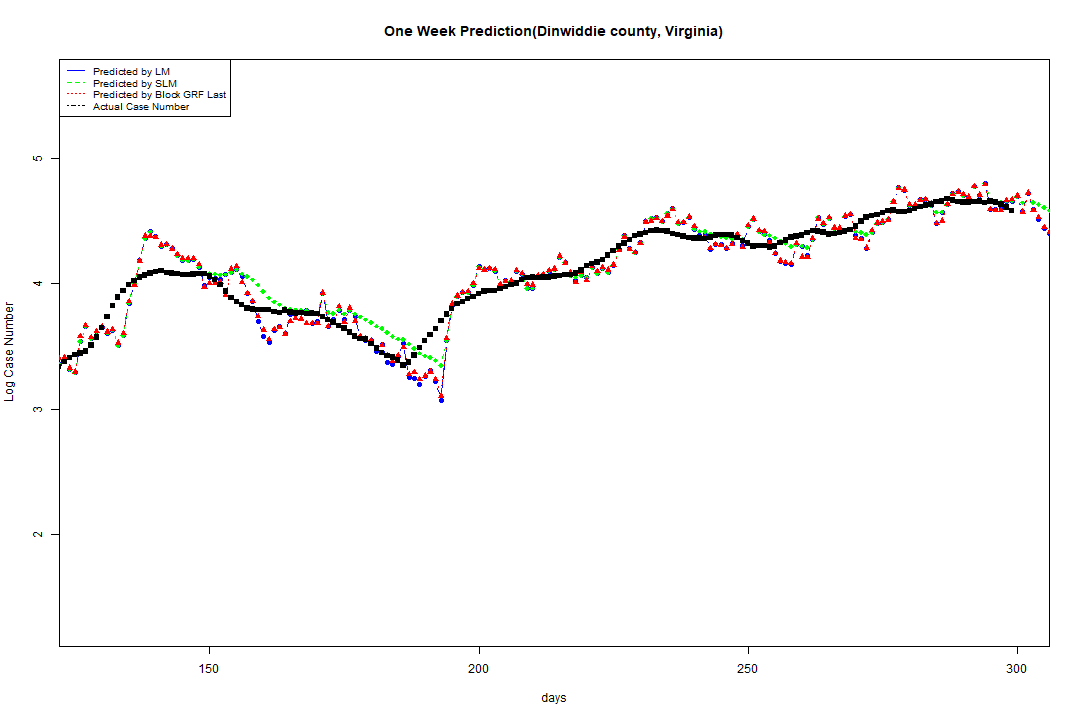 One Week Prediction(Dinwiddie county, Virginia)
Predicted by LM
Predicted by SLM
Predicted by Block GRF Last
Actual Case Number
5
4
3
2
Log Case Number
150
200
250
300
days